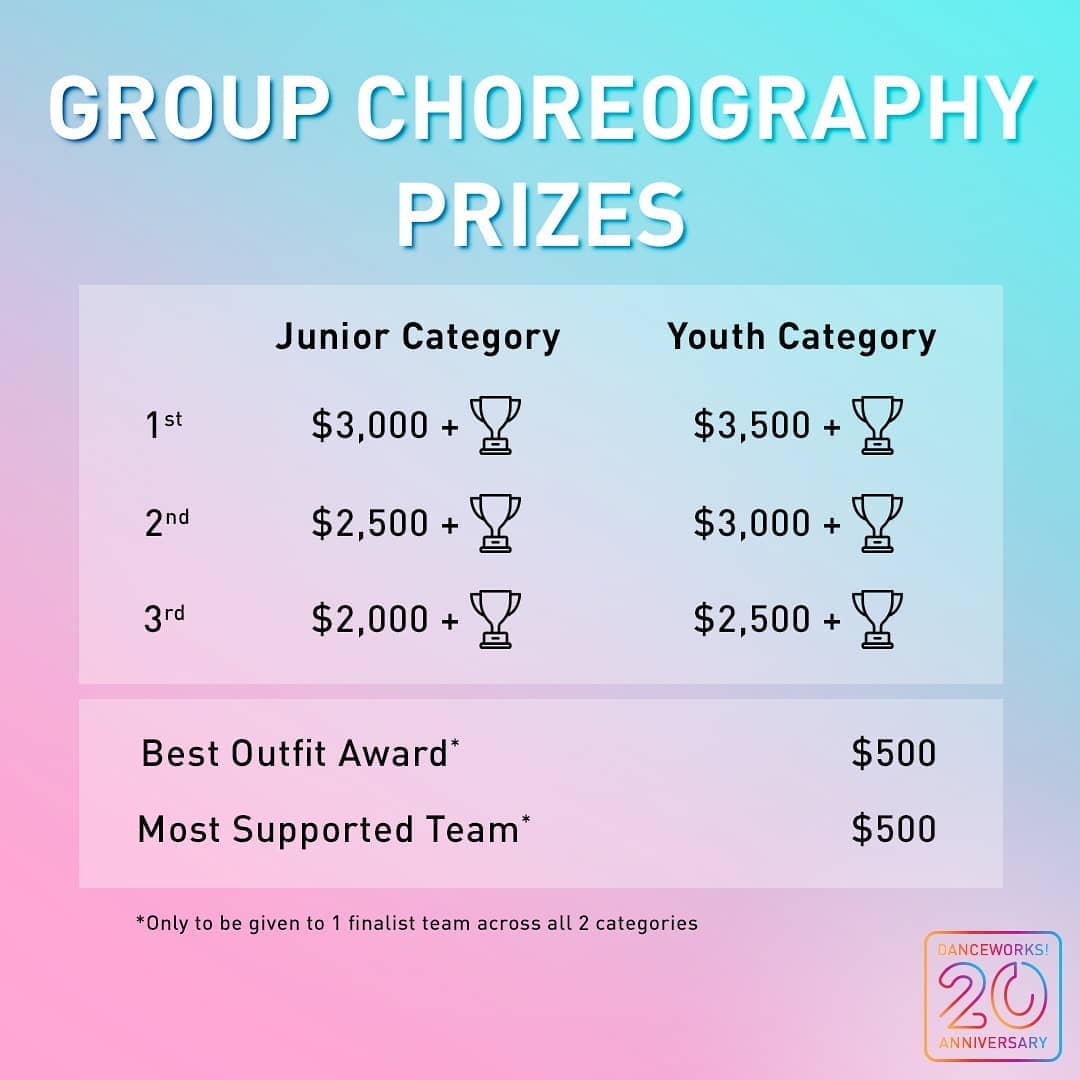 GROUP CHOREOGRAPHY
PRIZES
Junior Category Youth Category
1st $3,000 + $3,500 +
2nd $2,500 + $3,000 +
3rd $2,000 + $2,500 +
Best Outfit Award* $500
Most Supported Team* $500
*Only to be given to 1 finalist team across all 2 categories
DANCEWORKS!
20
ANNIVERSARY